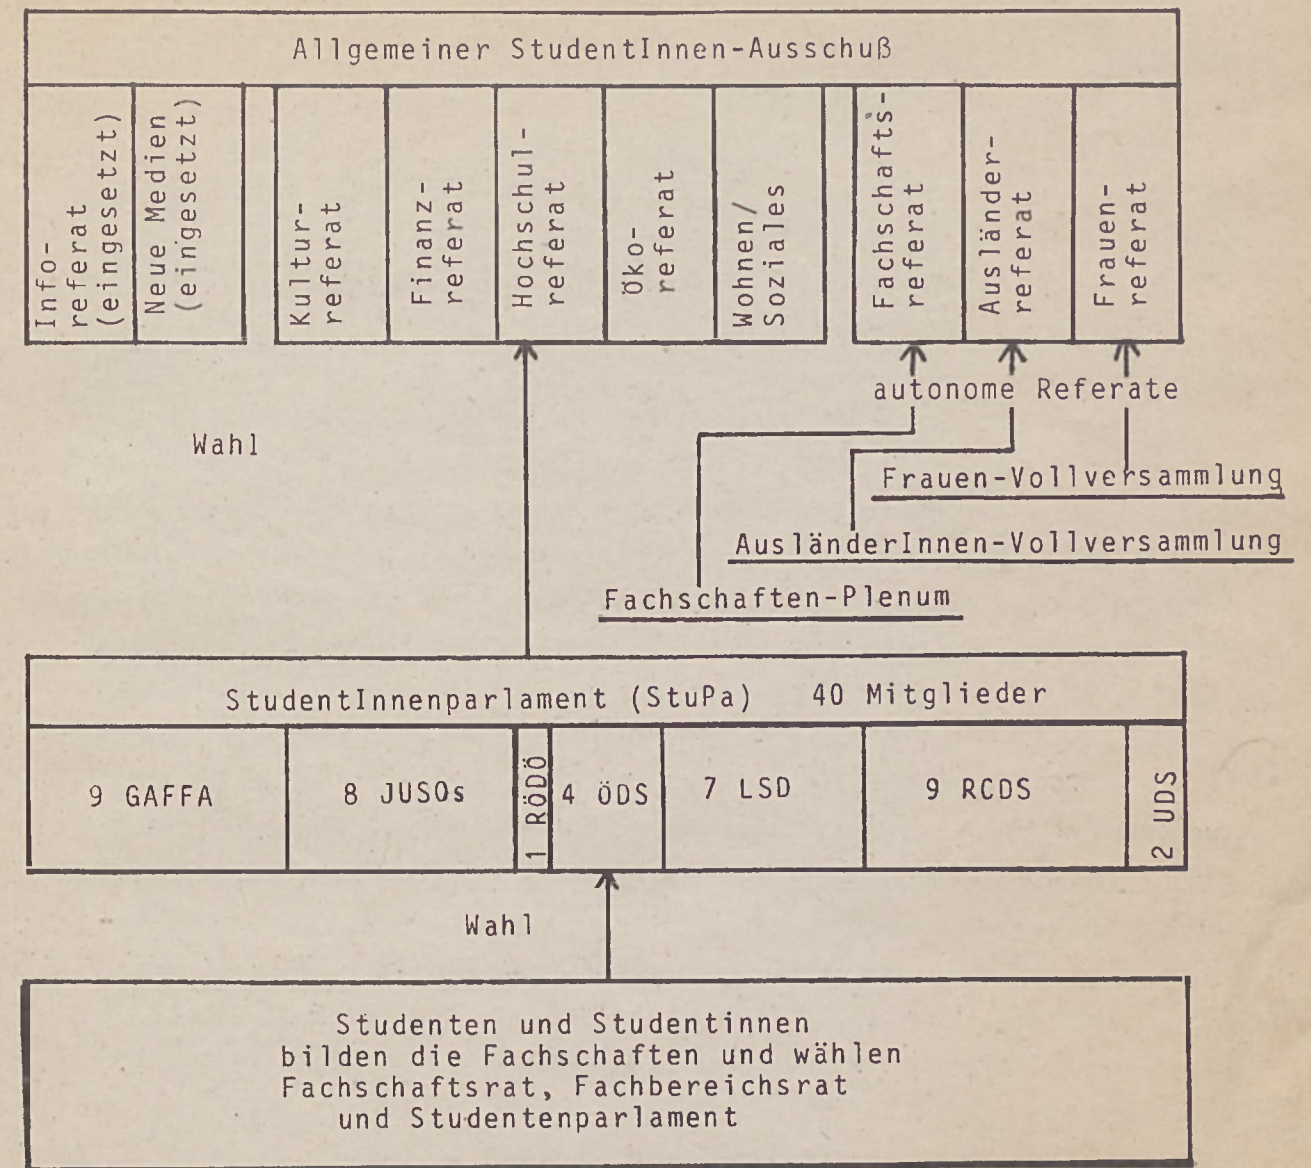 Allgemeiner StudentInnen-Ausschuß
Info-
referat
(eingesetzt)
Neue Medien
(eingesetzt)
Kultur-
referat
Finanz-
referat
Hochschul-
referat
Öko-
referat
Wohnen/
Soziales
Fachschafts-
referat
Ausländer-
referat
Frauen-
referat
autonome Referate
Wahl
Frauen-Vollversammlung
AusländerInnen-Vollversammlung
Fachschaften-Plenum
StudentInnenparlament (StuPa) 40 Mitglieder
9 GAFFA
8 JUSOs
1 RÖDÖ
4 ÖDS
7 LSD
9 RCDS
2 UDS
Wahl
Studenten und Studentinnen
bilden die Fachschaften und wählen
Fachschaftsrat, Fachbereichsrat
und Studentenparlament